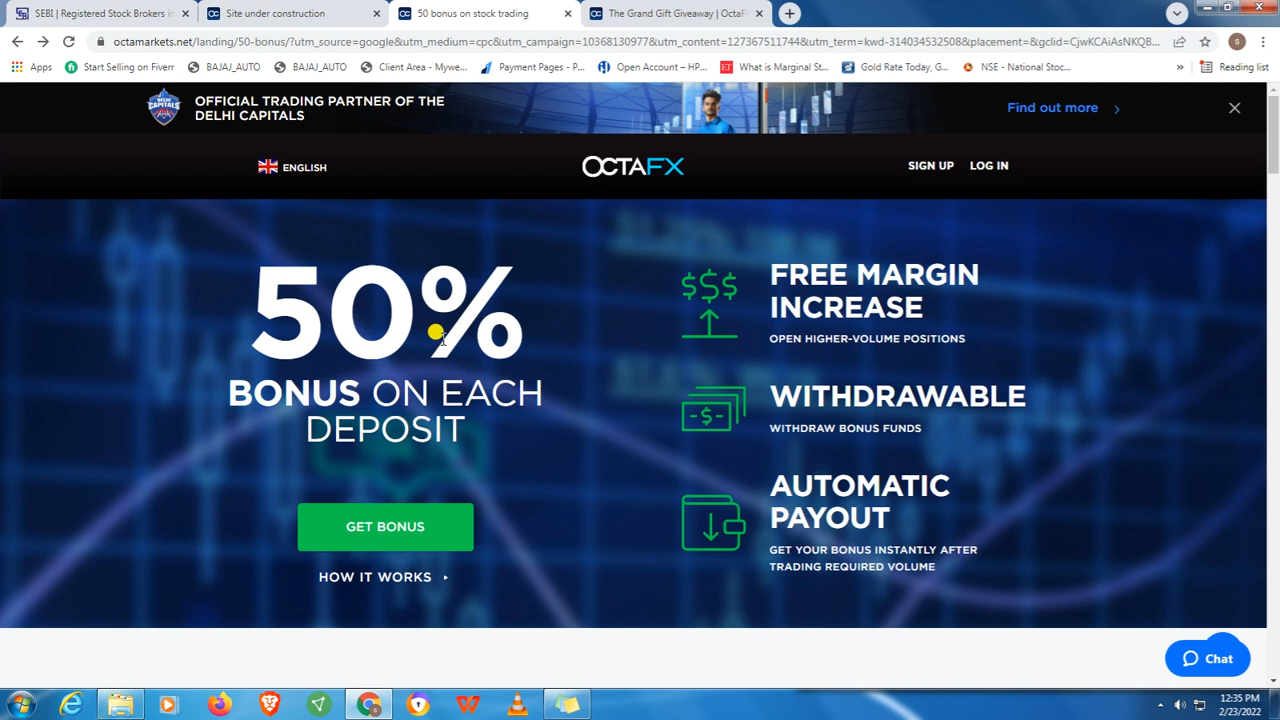 SEBI | Registered Stockbrokers in
Site under construction
50 bonus on stock trading
The Grand Gift Giveaway | OctaF
octamarkets.net/landing/50-bonus/?utm_source=google&utm_medium=cpc&utm_campaign=10368130977&utm_content=127367511744&utm_term=kwd-314034532508&placement=&gclid=CjwKCAiAsNKQB...
S
Apps
Start Selling on Fiverr
BAJAJ_AUTO
BAJAJ_AUTO
Client Area - Mywe...
Payment Pages - P...
Open Account – HP...
ET
What is Marginal St...
Gold Rate Today, G...
NSE - National Stoc...
»
Reading list
DELHI CAPITALS
OFFICIAL TRADING PARTNER OF THE
DELHI CAPITALS
Find out more
ENGLISH
OCTAFX
SIGN UP
LOG IN
50%
BONUS ON EACH
DEPOSIT
GET BONUS
HOW IT WORKS
$$$
FREE MARGIN
INCREASE
OPEN HIGHER-VOLUME POSITIONS
-$-
WITHDRAWABLE
WITHDRAW BONUS FUNDS
AUTOMATIC
PAYOUT
GET YOUR BONUS INSTANTLY AFTER
TRADING REQUIRED VOLUME
Chat
12:35 PM
2/23/2022